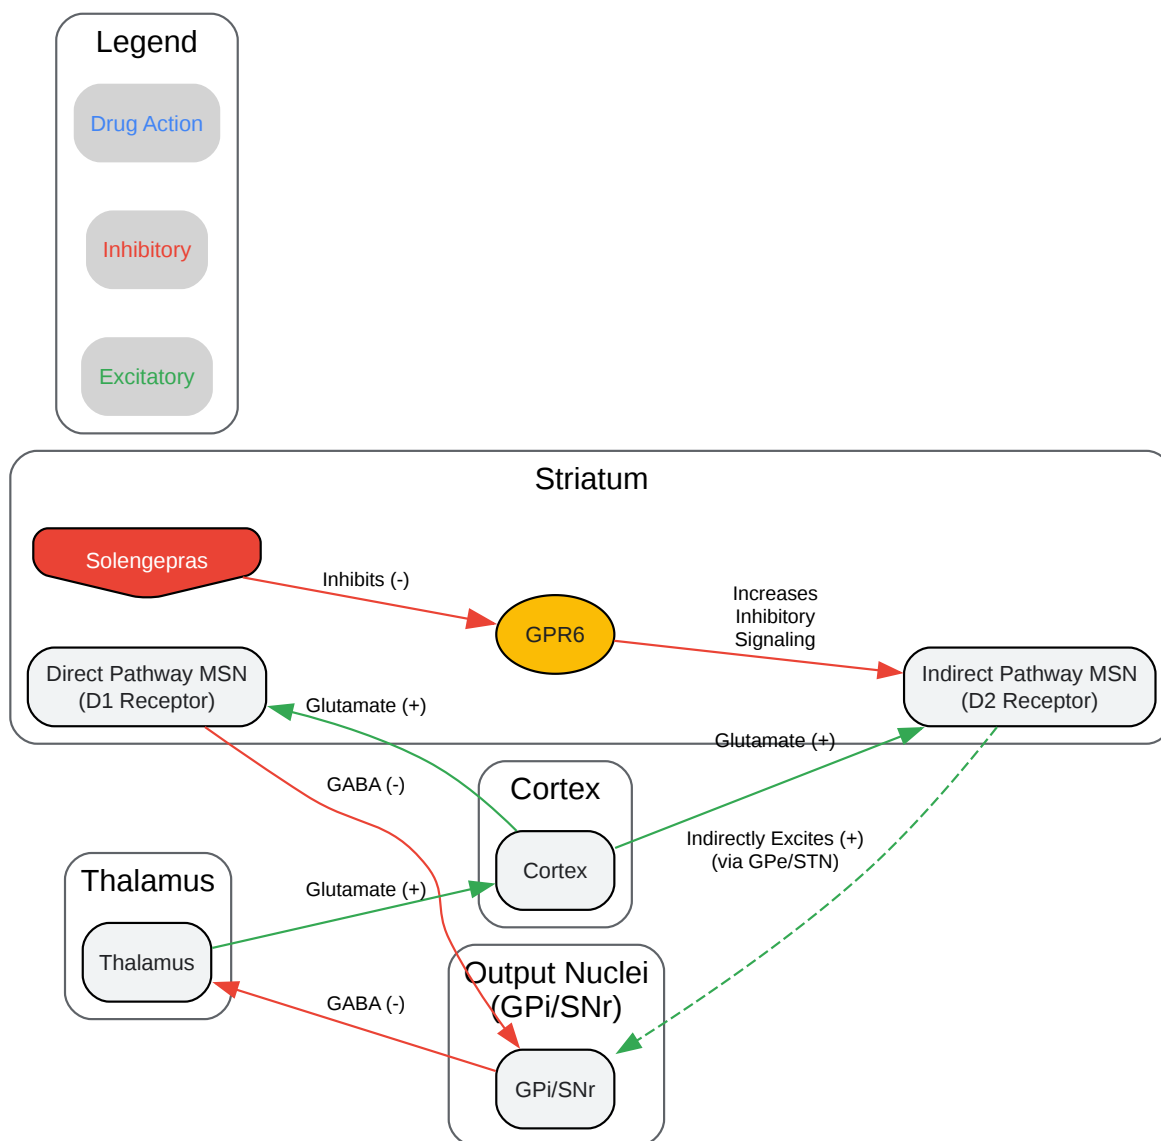 Legend
Drug Action
Inhibitory
Excitatory
Striatum
Solengepras
Inhibits (-)
GPR6
Increases
Inhibitory
Signaling
Direct Pathway MSN
(D1 Receptor)
Indirect Pathway MSN
(D2 Receptor)
Glutamate (+)
Glutamate (+)
GABA (-)
Cortex
Cortex
Indirectly Excites (+)
(via GPe/STN)
Thalamus
Glutamate (+)
Thalamus
Output Nuclei
(GPi/SNr)
GABA (-)
GPi/SNr